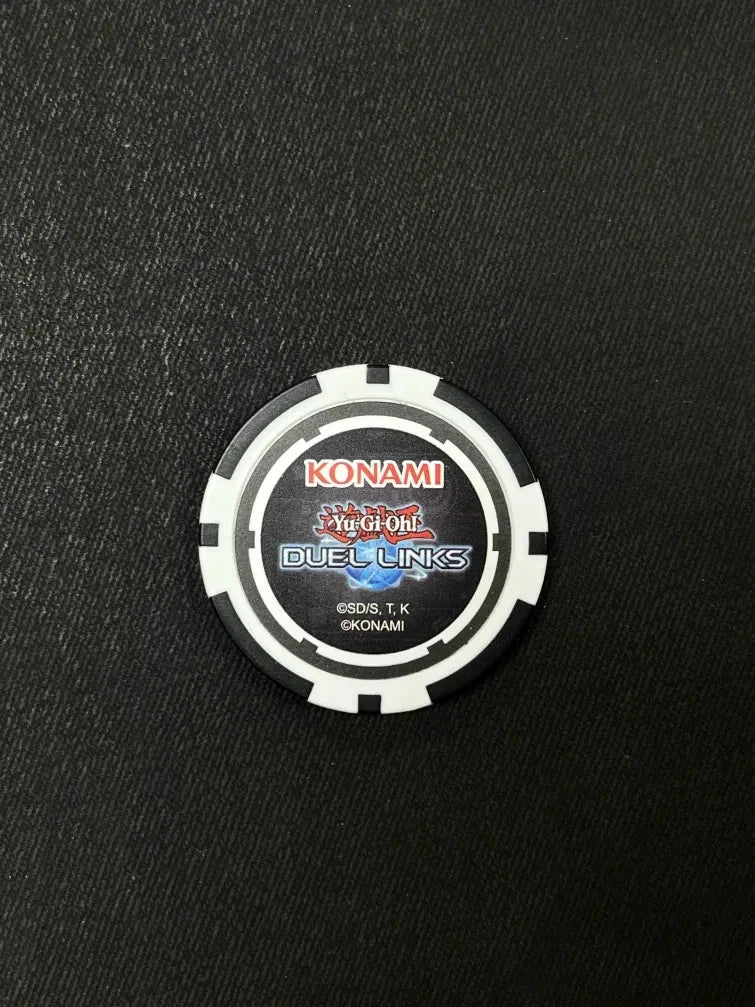 KONAMI
遊戯王
Yu-Gi-Oh!
DUEL LINKS
©SD/S, T, K
©KONAMI